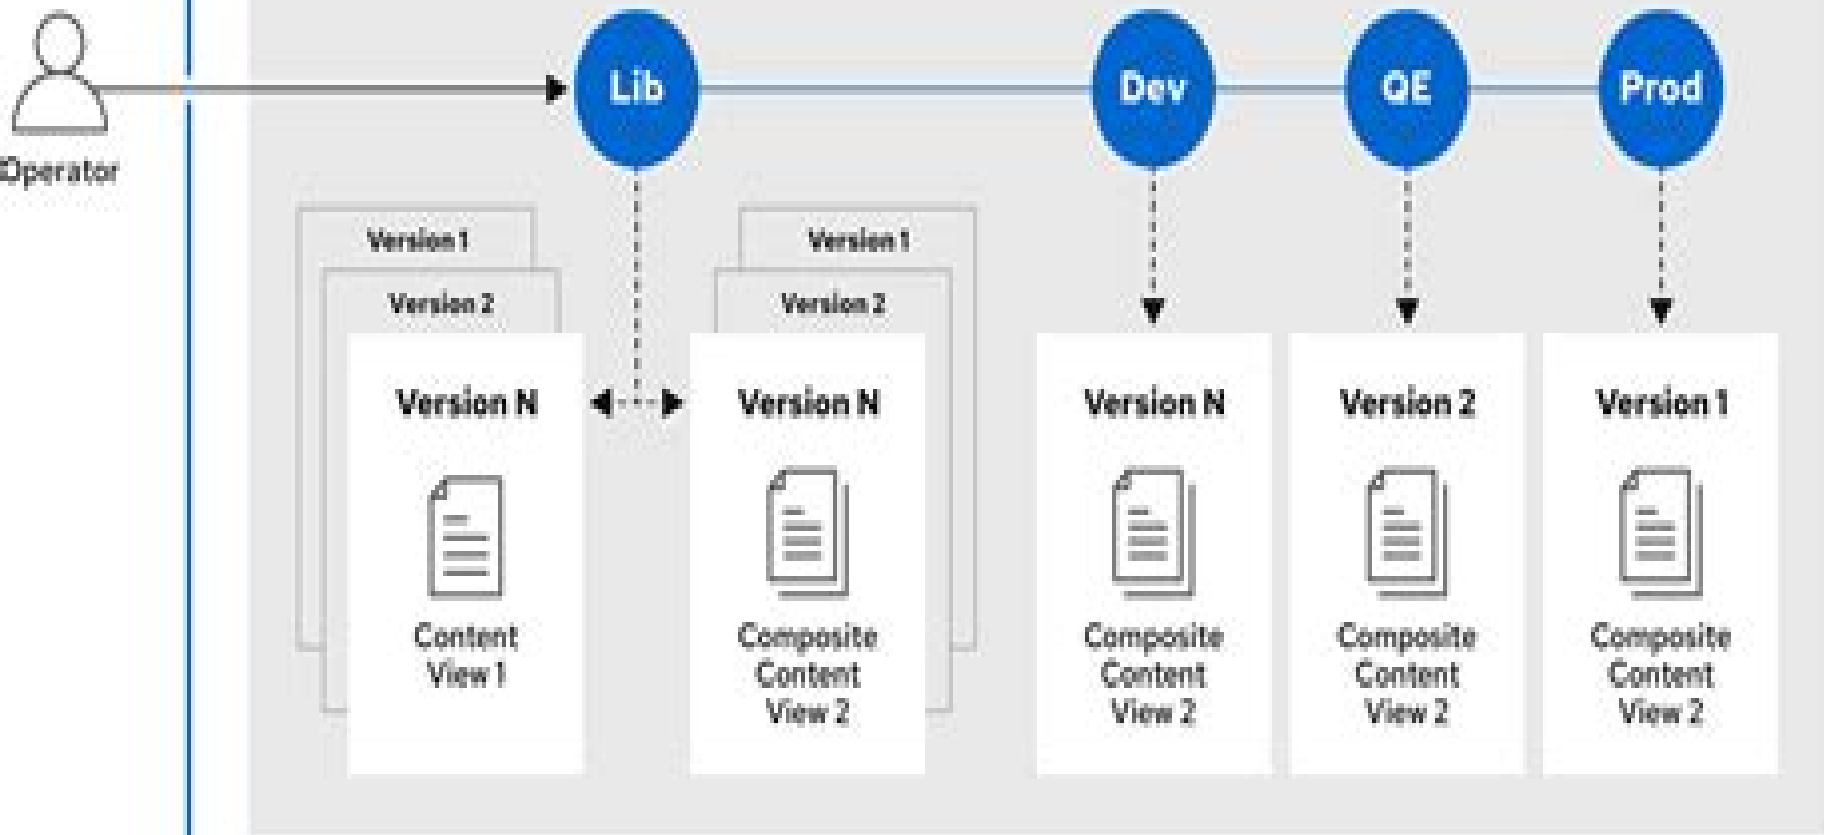 Lib
Dev
QE
Prod
Operator
Version 1
Version 1
Version 2
Version 2
Version N
Version N
Version N
Version 2
Version 1
Content
View 1
Composite
Content
View 2
Composite
Content
View 2
Composite
Content
View 2
Composite
Content
View 2